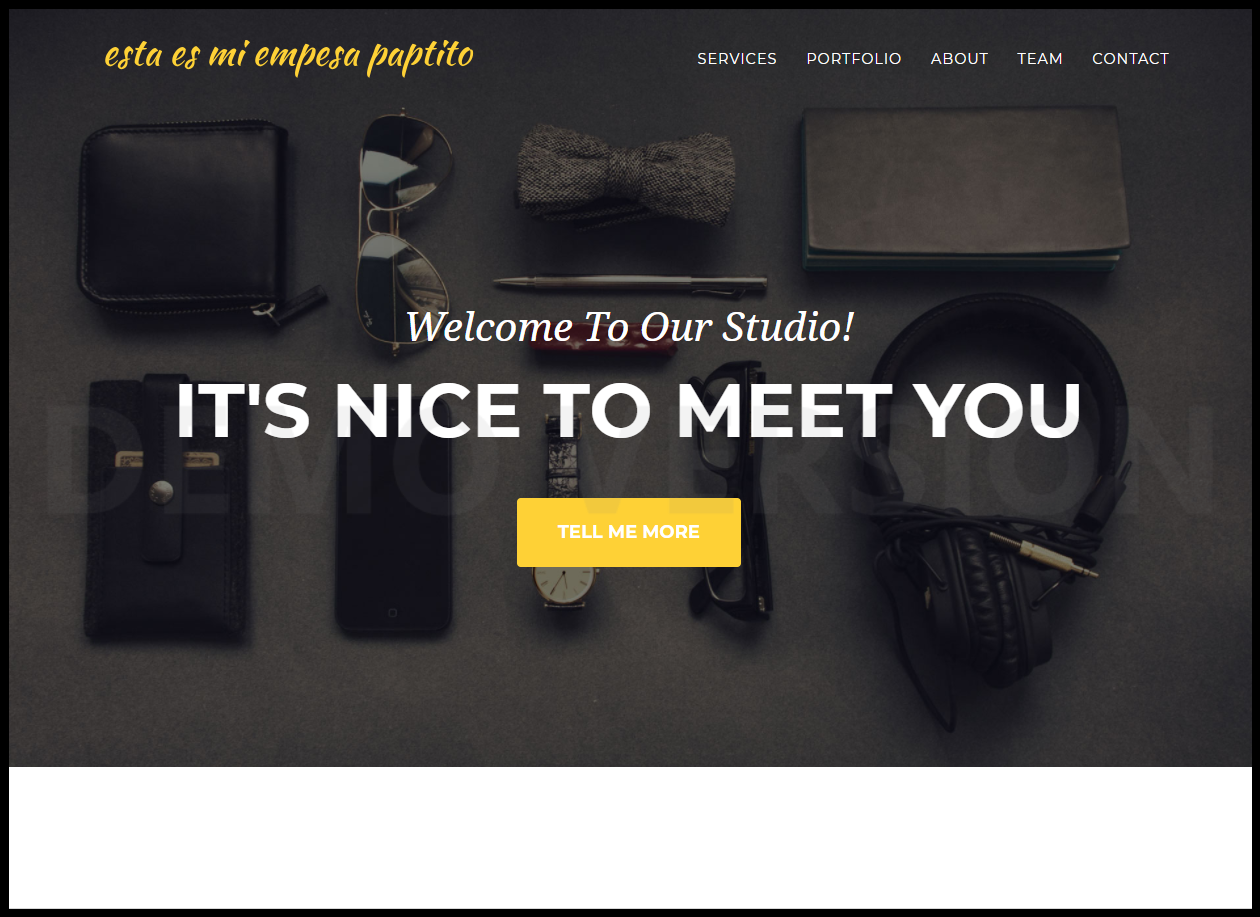 esta es mi empesa paptito
SERVICES PORTFOLIO ABOUT TEAM CONTACT
Welcome To Our Studio!
IT'S NICE TO MEET YOU
DEMO VERSION
TELL ME MORE